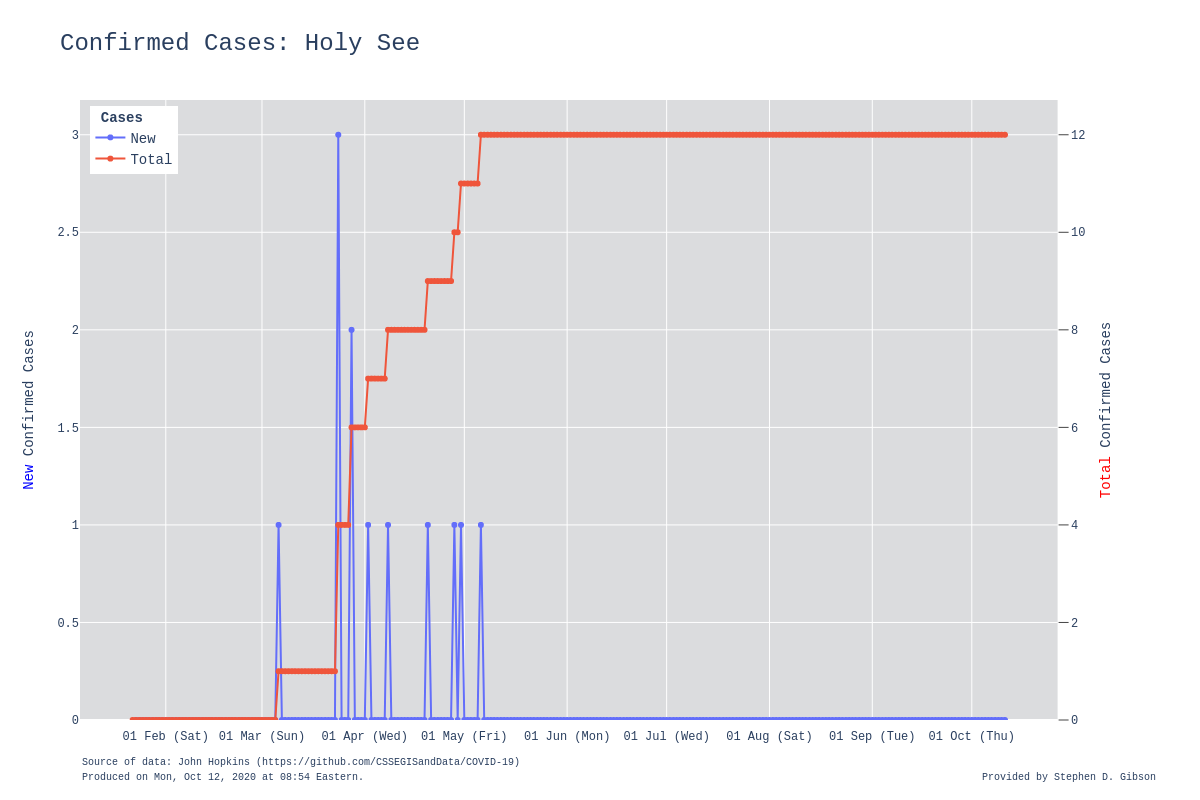 Confirmed Cases: Holy See
Cases
New
Total
3
2.5
2
1.5
1
0.5
0
12
10
8
6
4
2
0
New Confirmed Cases
Total Confirmed Cases
01 Feb (Sat) 01 Mar (Sun) 01 Apr (Wed) 01 May (Fri) 01 Jun (Mon) 01 Jul (Wed) 01 Aug (Sat) 01 Sep (Tue) 01 Oct (Thu)
Source of data: John Hopkins (https://github.com/CSSEGISandData/COVID-19)
Produced on Mon, Oct 12, 2020 at 08:54 Eastern.
Provided by Stephen D. Gibson